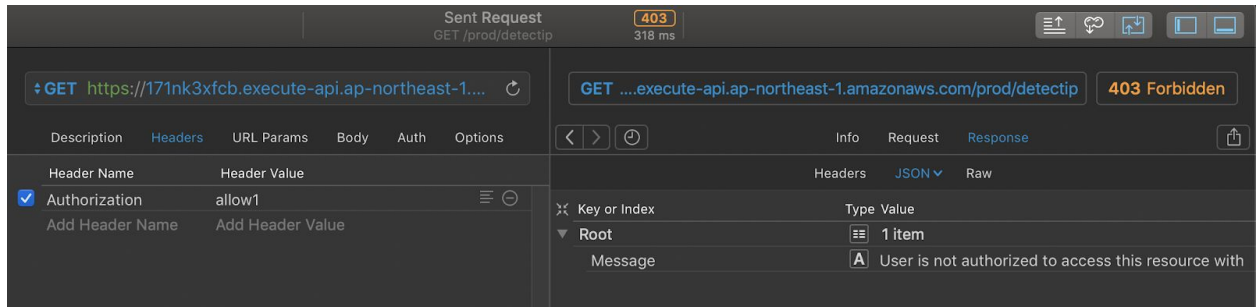 Sent Request
GET /prod/detectip
403
318 ms
GET https://171nk3xfcb.execute-api.ap-northeast-1....
Description Headers URL Params Body Auth Options
Header Name Header Value
Authorization allow1
Add Header Name Add Header Value
GET ....execute-api.ap-northeast-1.amazonaws.com/prod/detectip 403 Forbidden
Info Request Response
Headers JSON Raw
Key or Index Type Value
Root 1 item
Message A User is not authorized to access this resource with